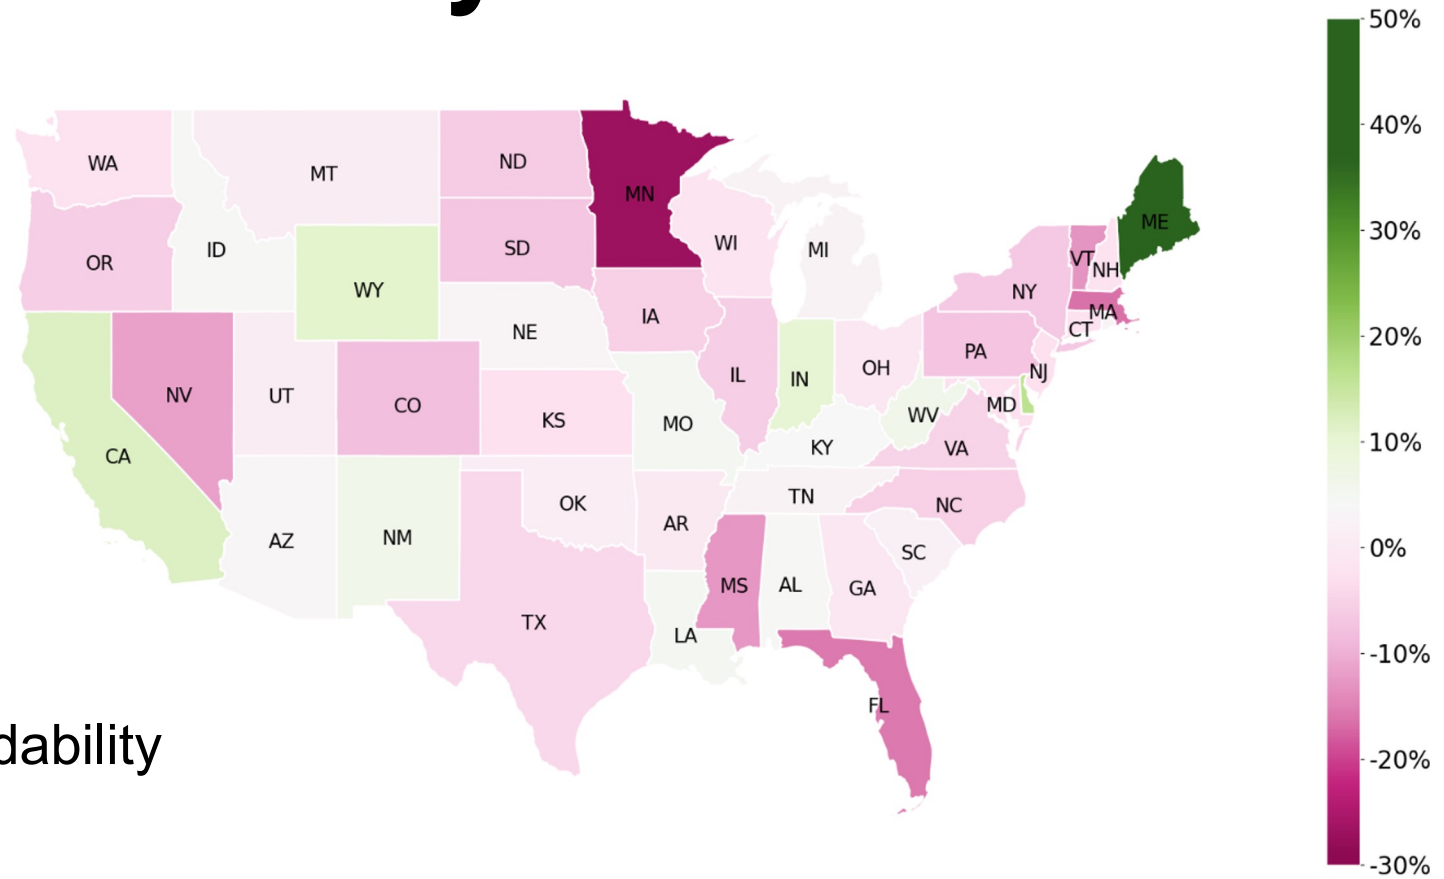 50%
40%
30%
20%
10%
0%
-10%
-20%
-30%
WA
MT
ND
MN
OR
ID
SD
WI
MI
ME
VT
NH
WY
NY
MA
NE
IA
CT
NV
UT
CO
IL
IN
OH
PA
NJ
KS
MO
WV
MD
CA
KY
VA
AZ
NM
OK
AR
TN
NC
SC
TX
LA
MS
AL
GA
FL
dability